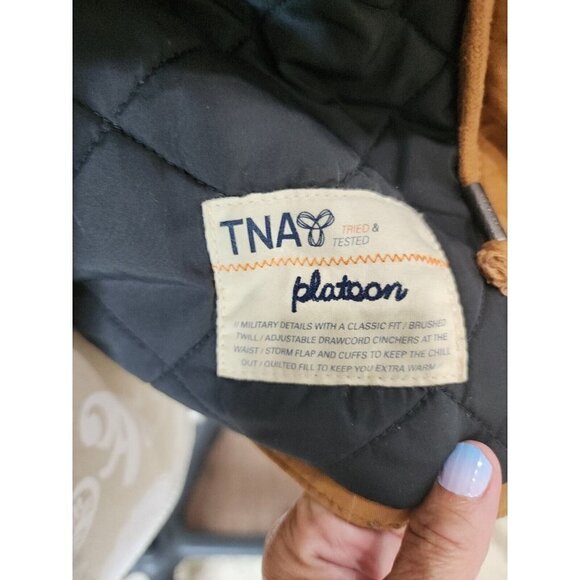 TNA TRIED &
TESTED
platoon
// MILITARY DETAILS WITH A CLASSIC FIT / BRUSHED
TWILL / ADJUSTABLE DRAWCORD CINCHERS AT THE
WAIST / STORM FLAP AND CUFFS TO KEEP THE CHILL
OUT / QUILTED FILL TO KEEP YOU EXTRA WARM //